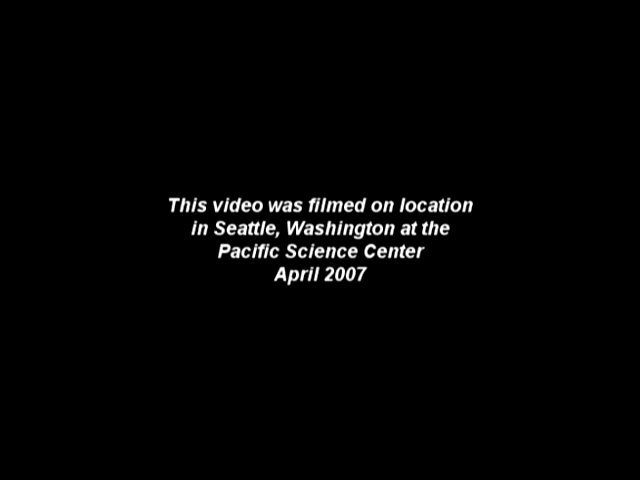 This video was filmed on location
in Seattle, Washington at the
Pacific Science Center
April 2007